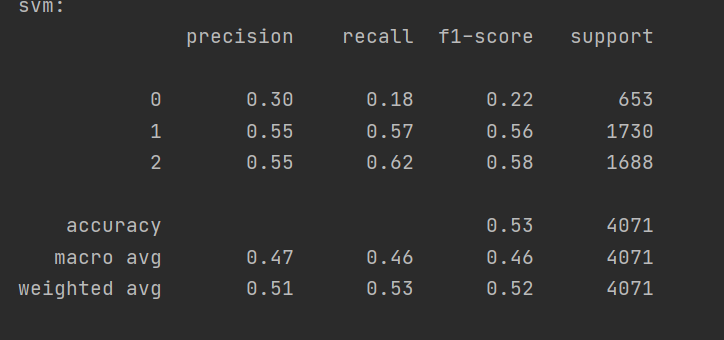 svm:
precision recall f1-score support
0 0.30 0.18 0.22 653
1 0.55 0.57 0.56 1730
2 0.55 0.62 0.58 1688
accuracy 0.53 4071
macro avg 0.47 0.46 0.46 4071
weighted avg 0.51 0.53 0.52 4071